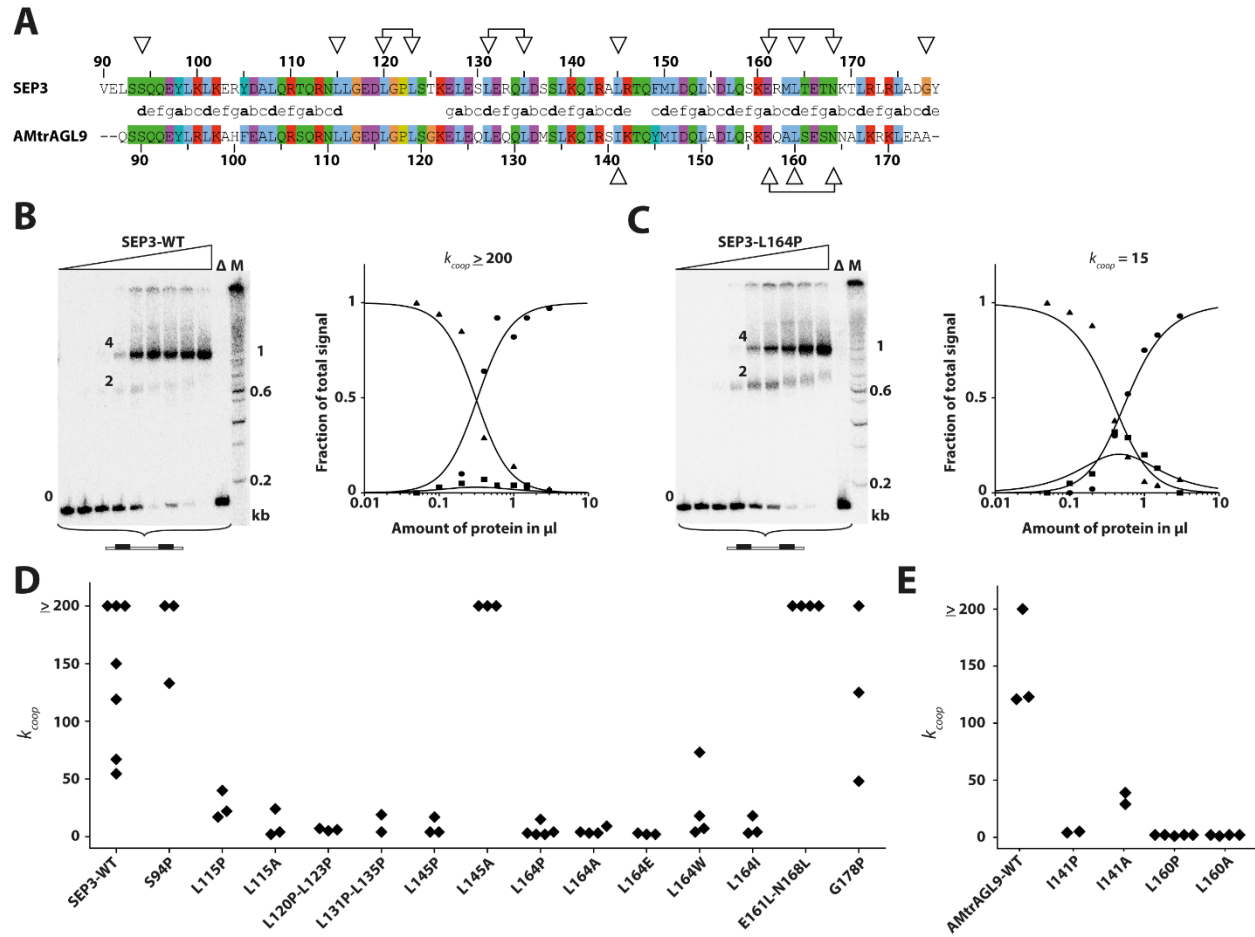 A
90 100 110 120 130 140 150 160 170
SEP3 VELSSQQEYLKLKERYDALQRTQRNLLGEDLGPLSTKELESLERQLDSSLKQIRALRTQFMLDQLNDLQSKERMLTETNKTLRLRLADGY
defgabcdefgabcdefgabcd gabcdefgabcdefgabcdef cdefgabcdefgabcdefgabcdefgabcd
AMtrAGL9 --QSSQQEYLRLKAHFEALQRSQRNLLGEDLGPLSGKELEQLEQQLDMSLKQIRSIKTQYMIDQLADLQRKEQALSESNNALKRKLEAA-
90 100 110 120 130 140 150 160 170
B
SEP3-WT
Δ M
4
2
0
1
0.6
0.2
kb
k coop ≥ 200
Fraction of total signal
1
0.5
0
0.01 0.1 1 10
Amount of protein in µl
C
SEP3-L164P
Δ M
4
2
0
1
0.6
0.2
kb
k coop = 15
Fraction of total signal
1
0.5
0
0.01 0.1 1 10
Amount of protein in µl
D
k coop
≥ 200
150
100
50
0
SEP3-WT
S94P
L115P
L115A
L120P-L123P
L131P-L135P
L145P
L145A
L164P
L164A
L164E
L164W
L164I
E161L-N168L
G178P
E
k coop
≥ 200
150
100
50
0
AMtrAGL9-WT
I141P
I141A
L160P
L160A